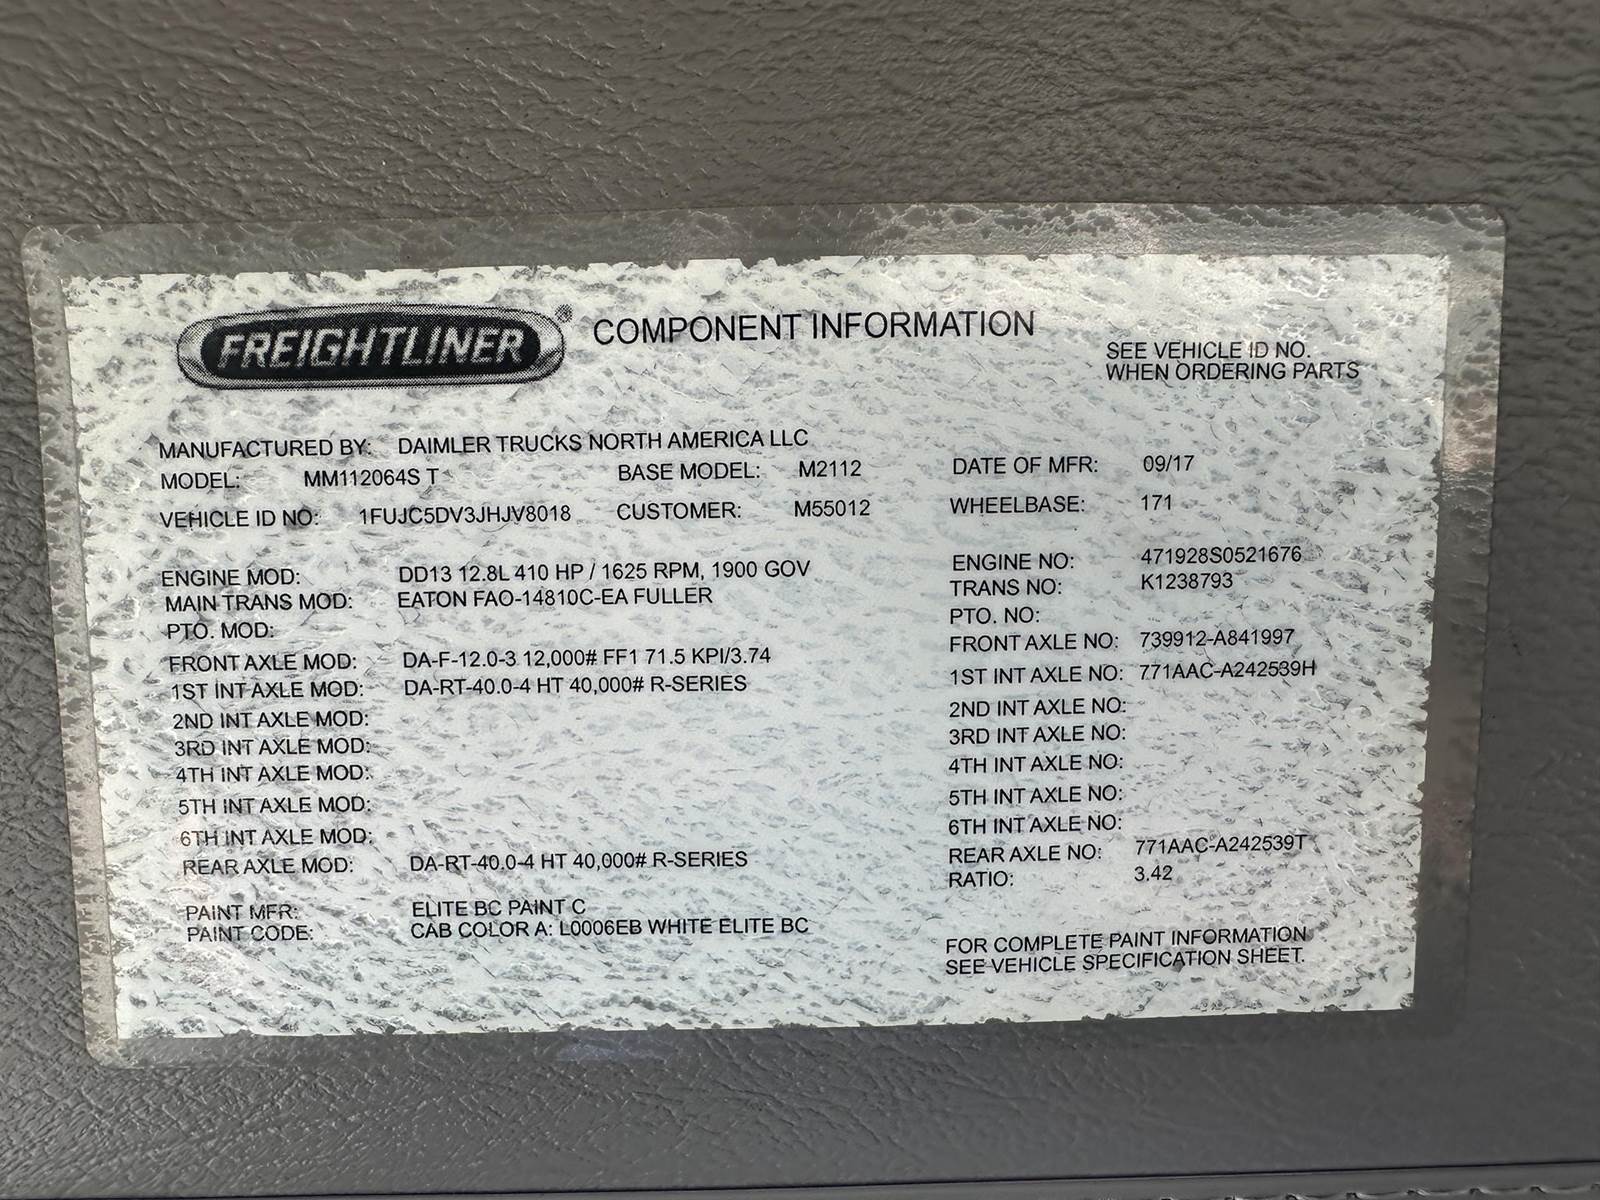 FREIGHTLINER® COMPONENT INFORMATION
SEE VEHICLE ID NO.
WHEN ORDERING PARTS
MANUFACTURED BY: DAIMLER TRUCKS NORTH AMERICA LLC
MODEL: MM112064S T BASE MODEL: M2112 DATE OF MFR: 09/17
VEHICLE ID NO: 1FUJC5DV3JHJV8018 CUSTOMER: M55012 WHEELBASE: 171
ENGINE MOD: DD13 12.8L 410 HP / 1625 RPM, 1900 GOV ENGINE NO: 471928S0521676
MAIN TRANS MOD: EATON FAO-14810C-EA FULLER TRANS NO: K1238793
PTO. MOD: PTO. NO:
FRONT AXLE MOD: DA-F-12.0-3 12,000# FF1 71.5 KPI/3.74 FRONT AXLE NO: 739912-A841997
1ST INT AXLE MOD: DA-RT-40.0-4 HT 40,000# R-SERIES 1ST INT AXLE NO: 771AAC-A242539H
2ND INT AXLE MOD: 2ND INT AXLE NO:
3RD INT AXLE MOD: 3RD INT AXLE NO:
4TH INT AXLE MOD: 4TH INT AXLE NO:
5TH INT AXLE MOD: 5TH INT AXLE NO:
6TH INT AXLE MOD: 6TH INT AXLE NO:
REAR AXLE MOD: DA-RT-40.0-4 HT 40,000# R-SERIES REAR AXLE NO: 771AAC-A242539T
RATIO: 3.42
PAINT MFR: ELITE BC PAINT C
PAINT CODE: CAB COLOR A: L0006EB WHITE ELITE BC
FOR COMPLETE PAINT INFORMATION
SEE VEHICLE SPECIFICATION SHEET.